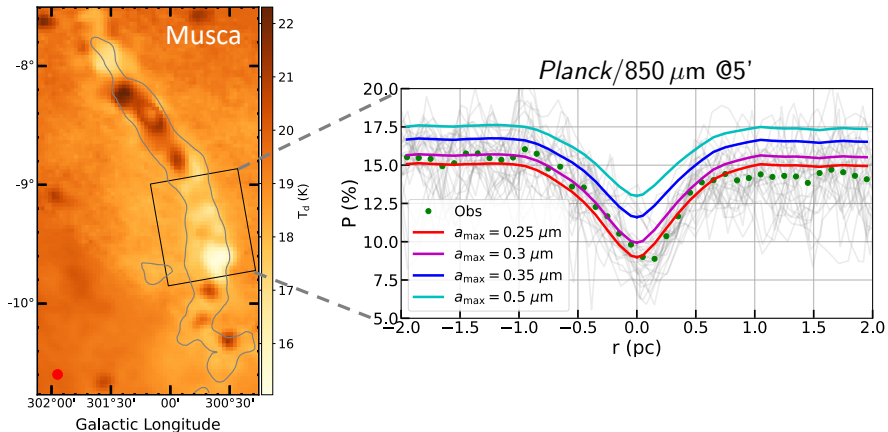 Musca
-8°
-9°
-10°
302°00'
301°30'
00'
300°30'
Galactic Longitude
22
21
20
19
18
17
16
T_d (K)
Planck/850 μm @5'
20.0
17.5
15.0
12.5
10.0
7.5
5.0
P (%)
Obs
a_max = 0.25 μm
a_max = 0.3 μm
a_max = 0.35 μm
a_max = 0.5 μm
−2.0 −1.5 −1.0 −0.5 0.0 0.5 1.0 1.5 2.0
r (pc)